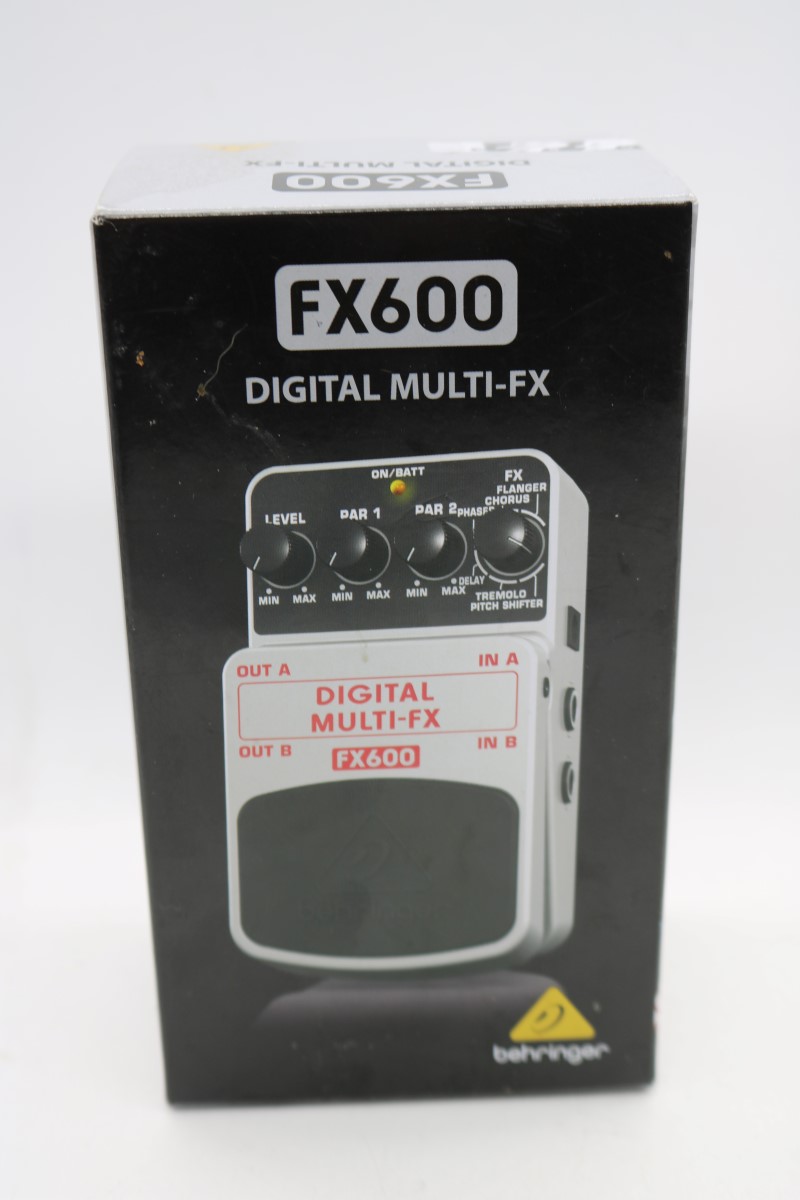 DIGITAL MULTI-FX
FX600
FX600
DIGITAL MULTI-FX
ON/BATT
FX
FLANGER
CHORUS
PHASER
LEVEL
PAR 1
PAR 2
DELAY
MIN MAX
MIN MAX
MIN MAX
TREMOLO
PITCH SHIFTER
OUT A
IN A
DIGITAL
MULTI-FX
OUT B
IN B
FX600
behringer